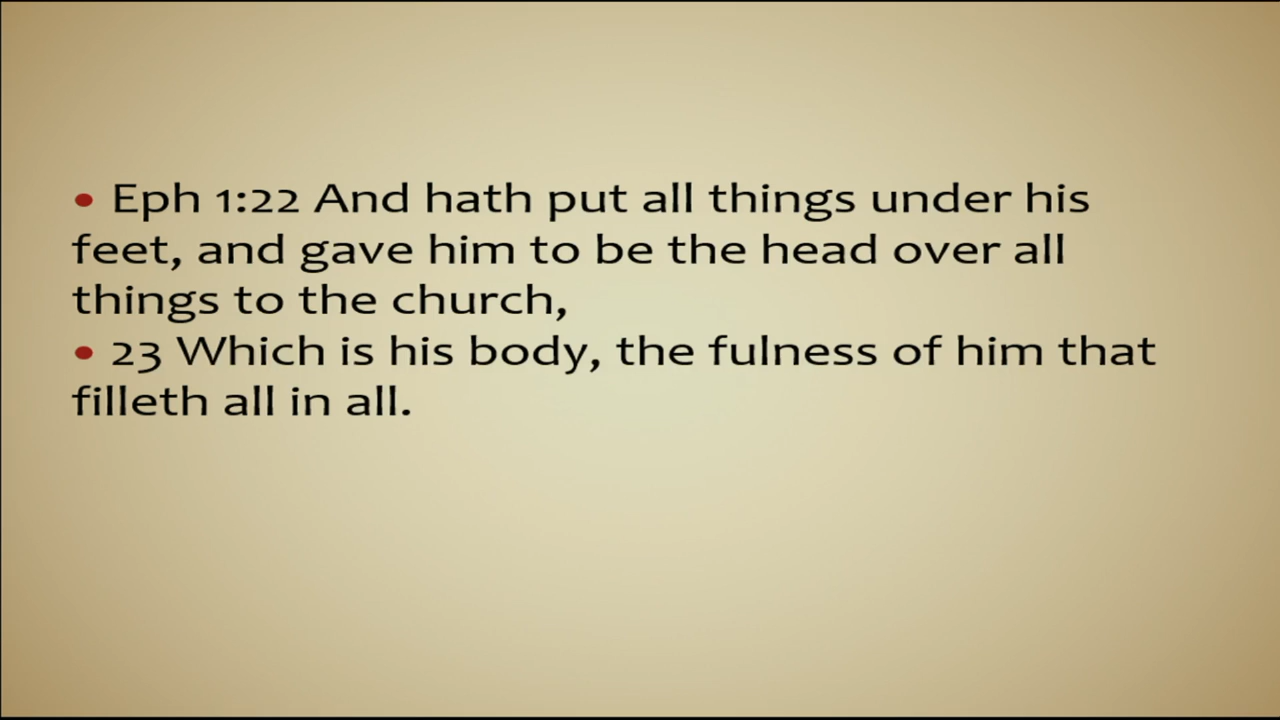 • Eph 1:22 And hath put all things under his
feet, and gave him to be the head over all
things to the church,
• 23 Which is his body, the fulness of him that
filleth all in all.